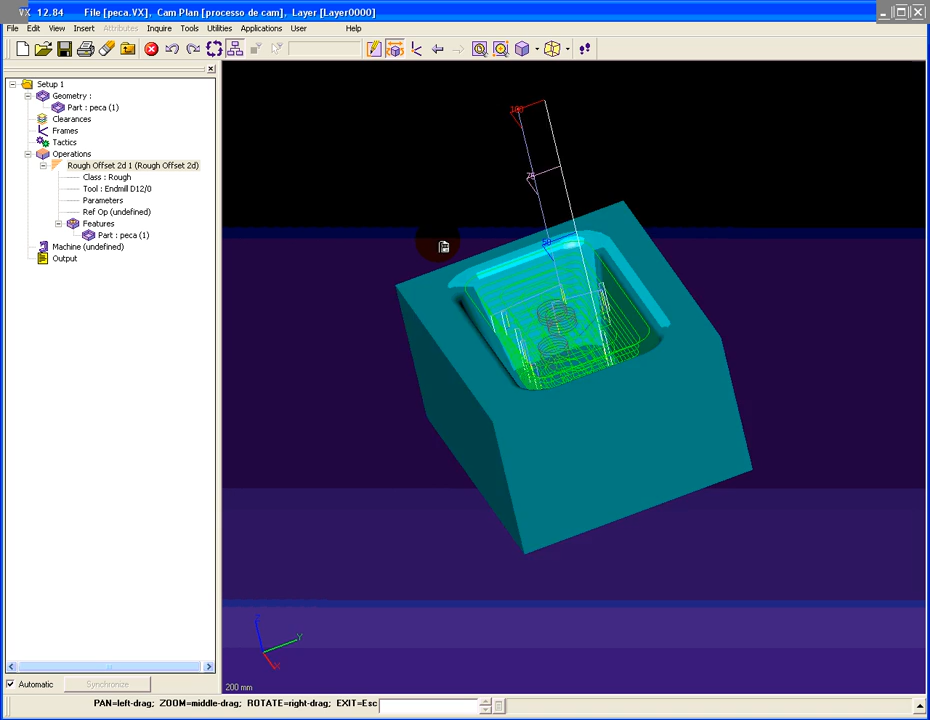 VX 12.84 File [peca.VX], Cam Plan [processo de cam], Layer [Layer0000]
File Edit View Insert Attributes Inquire Tools Utilities Applications User Help
Setup 1
Geometry :
Part : peca (1)
Clearances
Frames
Tactics
Operations
Rough Offset 2d 1 (Rough Offset 2d)
Class : Rough
Tool : Endmill D12/0
Parameters
Ref Op (undefined)
Features
Part : peca (1)
Machine (undefined)
Output
100
75
50
Z
Y
X
200 mm
Automatic Synchronize
PAN=left-drag; ZOOM=middle-drag; ROTATE=right-drag; EXIT=Esc